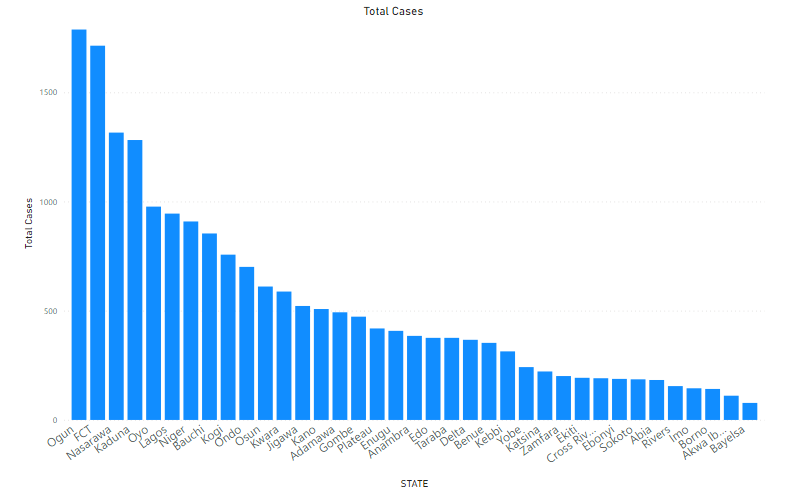 Total Cases
Total Cases
1500
1000
500
0
Ogun
FCT
Nasarawa
Kaduna
Oyo
Lagos
Niger
Bauchi
Kogi
Ondo
Osun
Kwara
Jigawa
Kano
Adamawa
Gombe
Plateau
Enugu
Anambra
Edo
Taraba
Delta
Benue
Kebbi
Yobe
Katsina
Zamfara
Ekiti
Cross Riv...
Ebonyi
Sokoto
Abia
Rivers
Imo
Borno
Akwa Ib...
Bayelsa
STATE